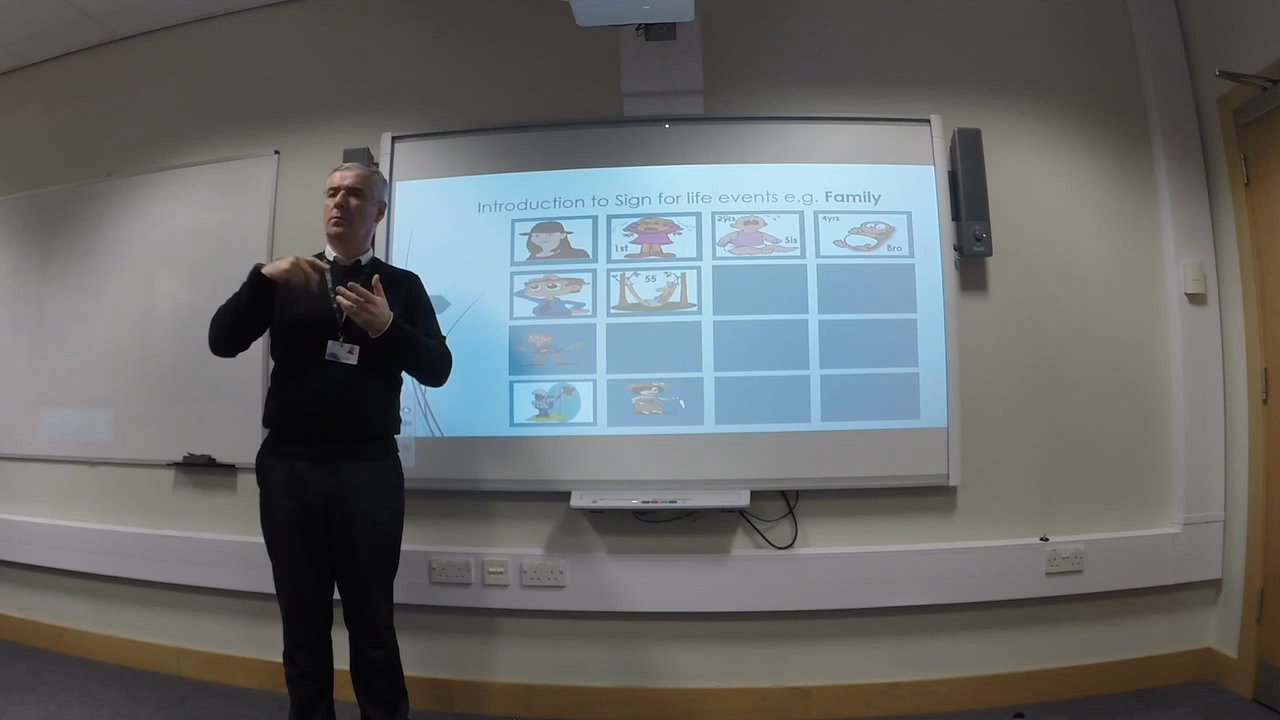 Introduction to Sign for life events e.g. Family
1st
2yrs
Sis
4yrs
Bro
55